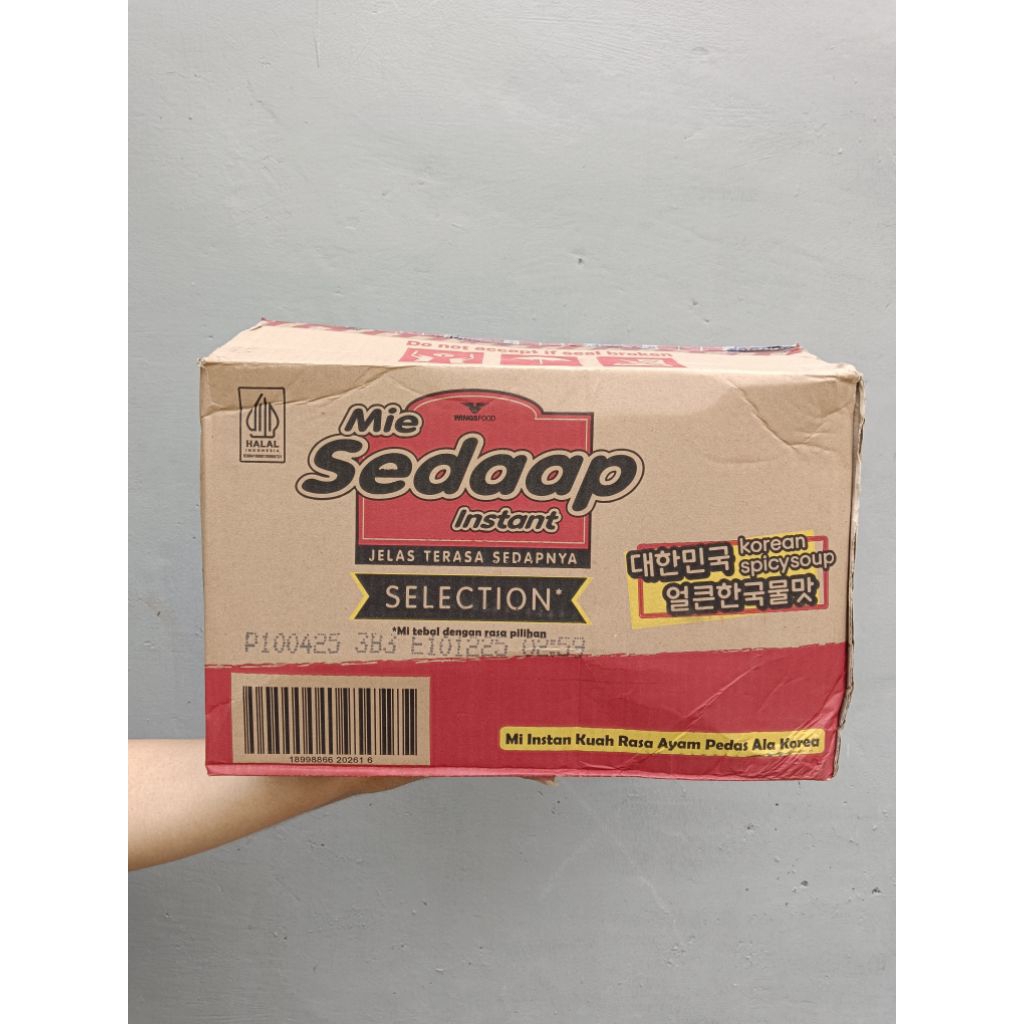 Do not accept if seal broken
HALAL
INDONESIA
WINGSFOOD
Mie
Sedaap
Instant
JELAS TERASA SEDAPNYA
SELECTION*
*Mi tebal dengan rasa pilihan
대한민국 korean spicysoup
얼큰한국물맛
P100425 3B3 E101225 02:59
18998866 20261 6
Mi Instan Kuah Rasa Ayam Pedas Ala Korea